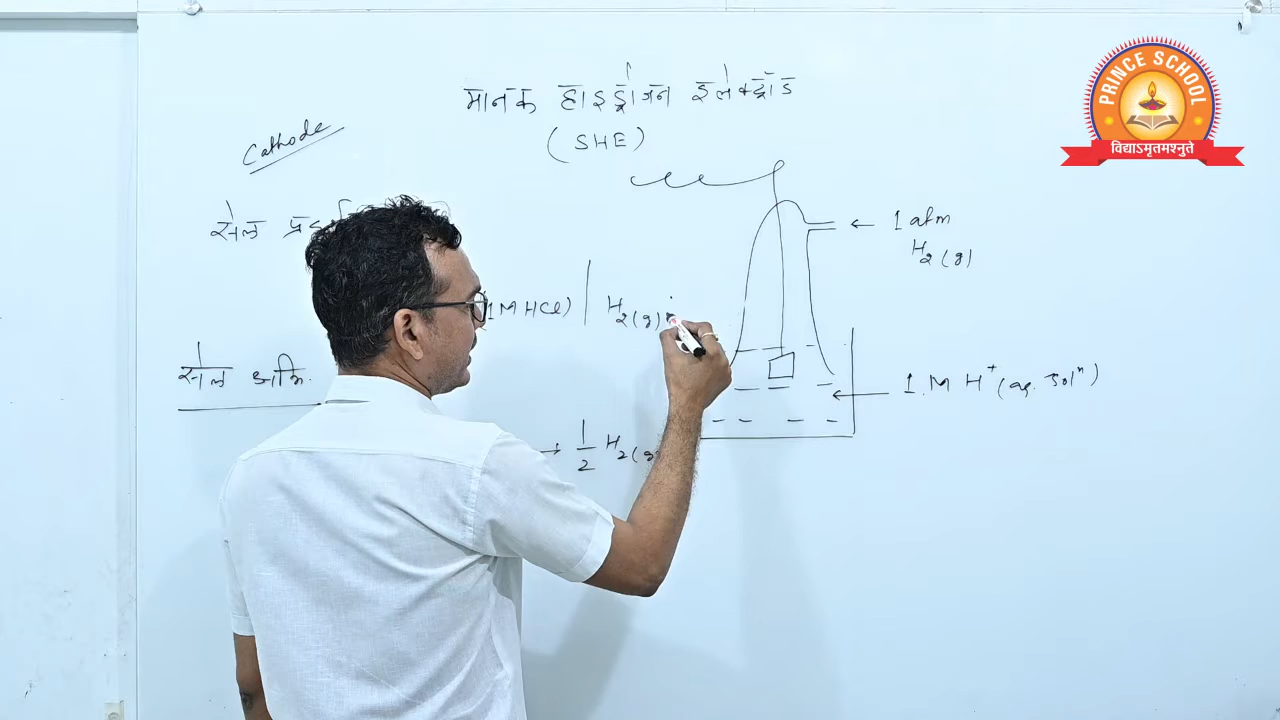 PRINCE SCHOOL
विद्याऽमृतमश्नुते
मानक हाइड्रोजन इलेक्ट्रॉड
(SHE)
Cathode
सेल
← 1 atm
H₂(g)
1M HCl) | H₂(g)
सेल अभि.
← 1 M H⁺ (aq. solⁿ)
→ 1/2 H₂(g